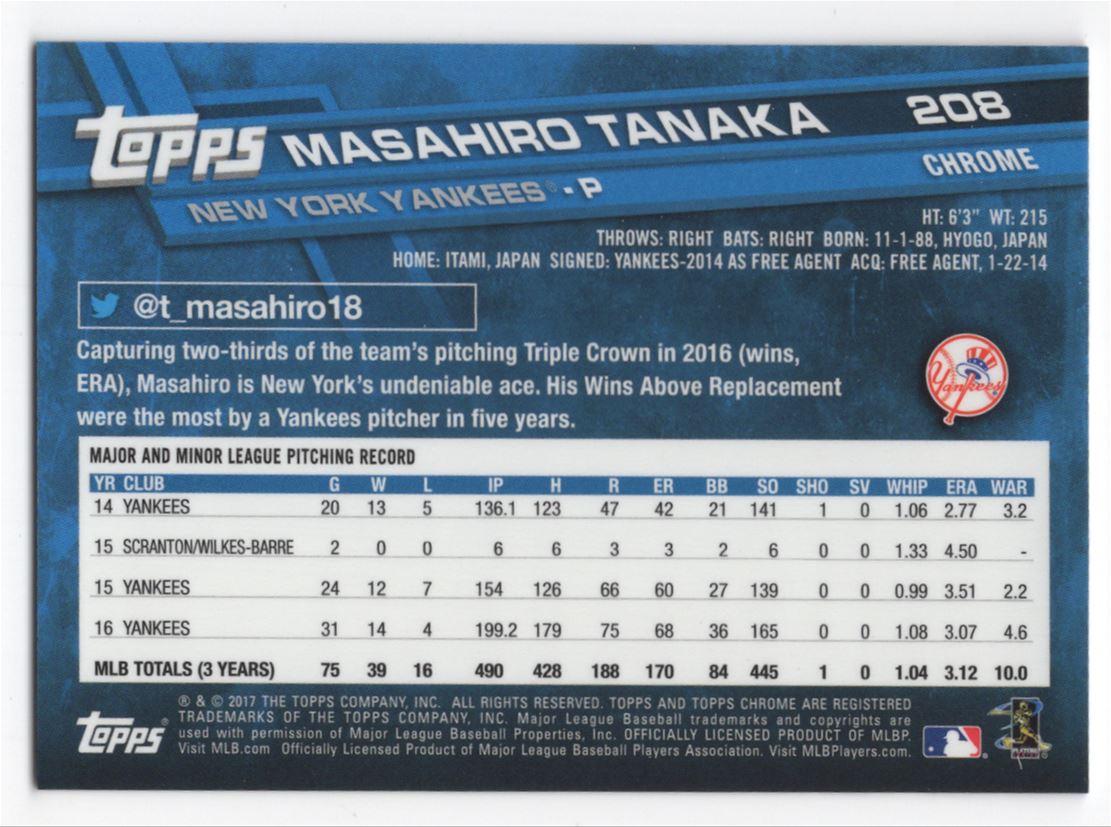 topps MASAHIRO TANAKA 208
NEW YORK YANKEES® - P CHROME
HT: 6'3" WT: 215
THROWS: RIGHT BATS: RIGHT BORN: 11-1-88, HYOGO, JAPAN
HOME: ITAMI, JAPAN SIGNED: YANKEES-2014 AS FREE AGENT ACQ: FREE AGENT, 1-22-14
@t_masahiro18
Capturing two-thirds of the team's pitching Triple Crown in 2016 (wins,
ERA), Masahiro is New York's undeniable ace. His Wins Above Replacement
were the most by a Yankees pitcher in five years.
Yankees
MAJOR AND MINOR LEAGUE PITCHING RECORD
YR CLUB G W L IP H R ER BB SO SHO SV WHIP ERA WAR
14 YANKEES 20 13 5 136.1 123 47 42 21 141 1 0 1.06 2.77 3.2
15 SCRANTON/WILKES-BARRE 2 0 0 6 6 3 3 2 6 0 0 1.33 4.50 -
15 YANKEES 24 12 7 154 126 66 60 27 139 0 0 0.99 3.51 2.2
16 YANKEES 31 14 4 199.2 179 75 68 36 165 0 0 1.08 3.07 4.6
MLB TOTALS (3 YEARS) 75 39 16 490 428 188 170 84 445 1 0 1.04 3.12 10.0
® & © 2017 THE TOPPS COMPANY, INC. ALL RIGHTS RESERVED. TOPPS AND TOPPS CHROME ARE REGISTERED
TRADEMARKS OF THE TOPPS COMPANY, INC. Major League Baseball trademarks and copyrights are
used with permission of Major League Baseball Properties, Inc. OFFICIALLY LICENSED PRODUCT OF MLBP.
Visit MLB.com Officially Licensed Product of Major League Baseball Players Association. Visit MLBPlayers.com.
topps®